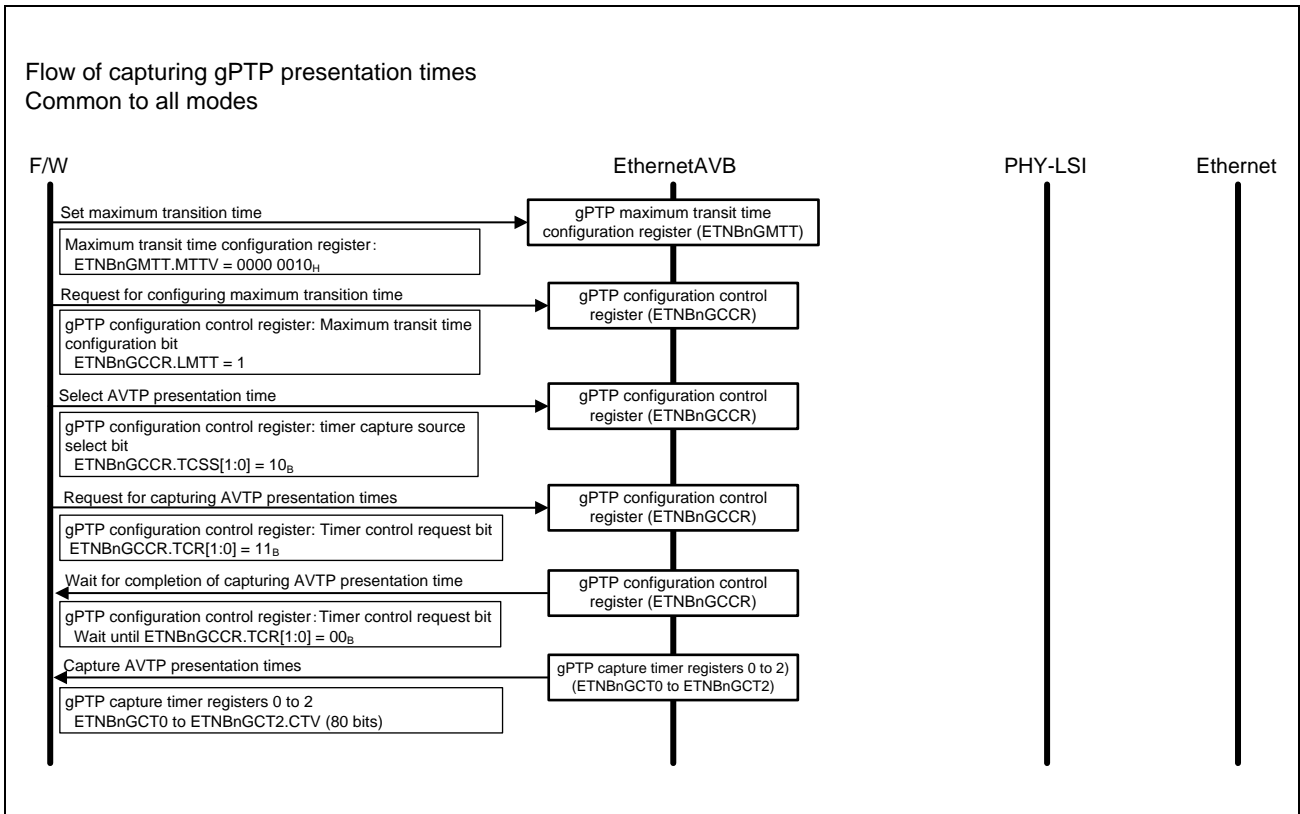 Flow of capturing gPTP presentation times
Common to all modes
F/W
EthernetAVB
PHY-LSI
Ethernet
Set maximum transition time
gPTP maximum transit time
configuration register (ETNBnGMTT)
Maximum transit time configuration register:
ETNBnGMTT.MTTV = 0000 0010H
Request for configuring maximum transition time
gPTP configuration control
register (ETNBnGCCR)
gPTP configuration control register: Maximum transit time
configuration bit
ETNBnGCCR.LMTT = 1
Select AVTP presentation time
gPTP configuration control
register (ETNBnGCCR)
gPTP configuration control register: timer capture source
select bit
ETNBnGCCR.TCSS[1:0] = 10B
Request for capturing AVTP presentation times
gPTP configuration control
register (ETNBnGCCR)
gPTP configuration control register: Timer control request bit
ETNBnGCCR.TCR[1:0] = 11B
Wait for completion of capturing AVTP presentation time
gPTP configuration control
register (ETNBnGCCR)
gPTP configuration control register: Timer control request bit
Wait until ETNBnGCCR.TCR[1:0] = 00B
Capture AVTP presentation times
gPTP capture timer registers 0 to 2)
(ETNBnGCT0 to ETNBnGCT2)
gPTP capture timer registers 0 to 2
ETNBnGCT0 to ETNBnGCT2.CTV (80 bits)